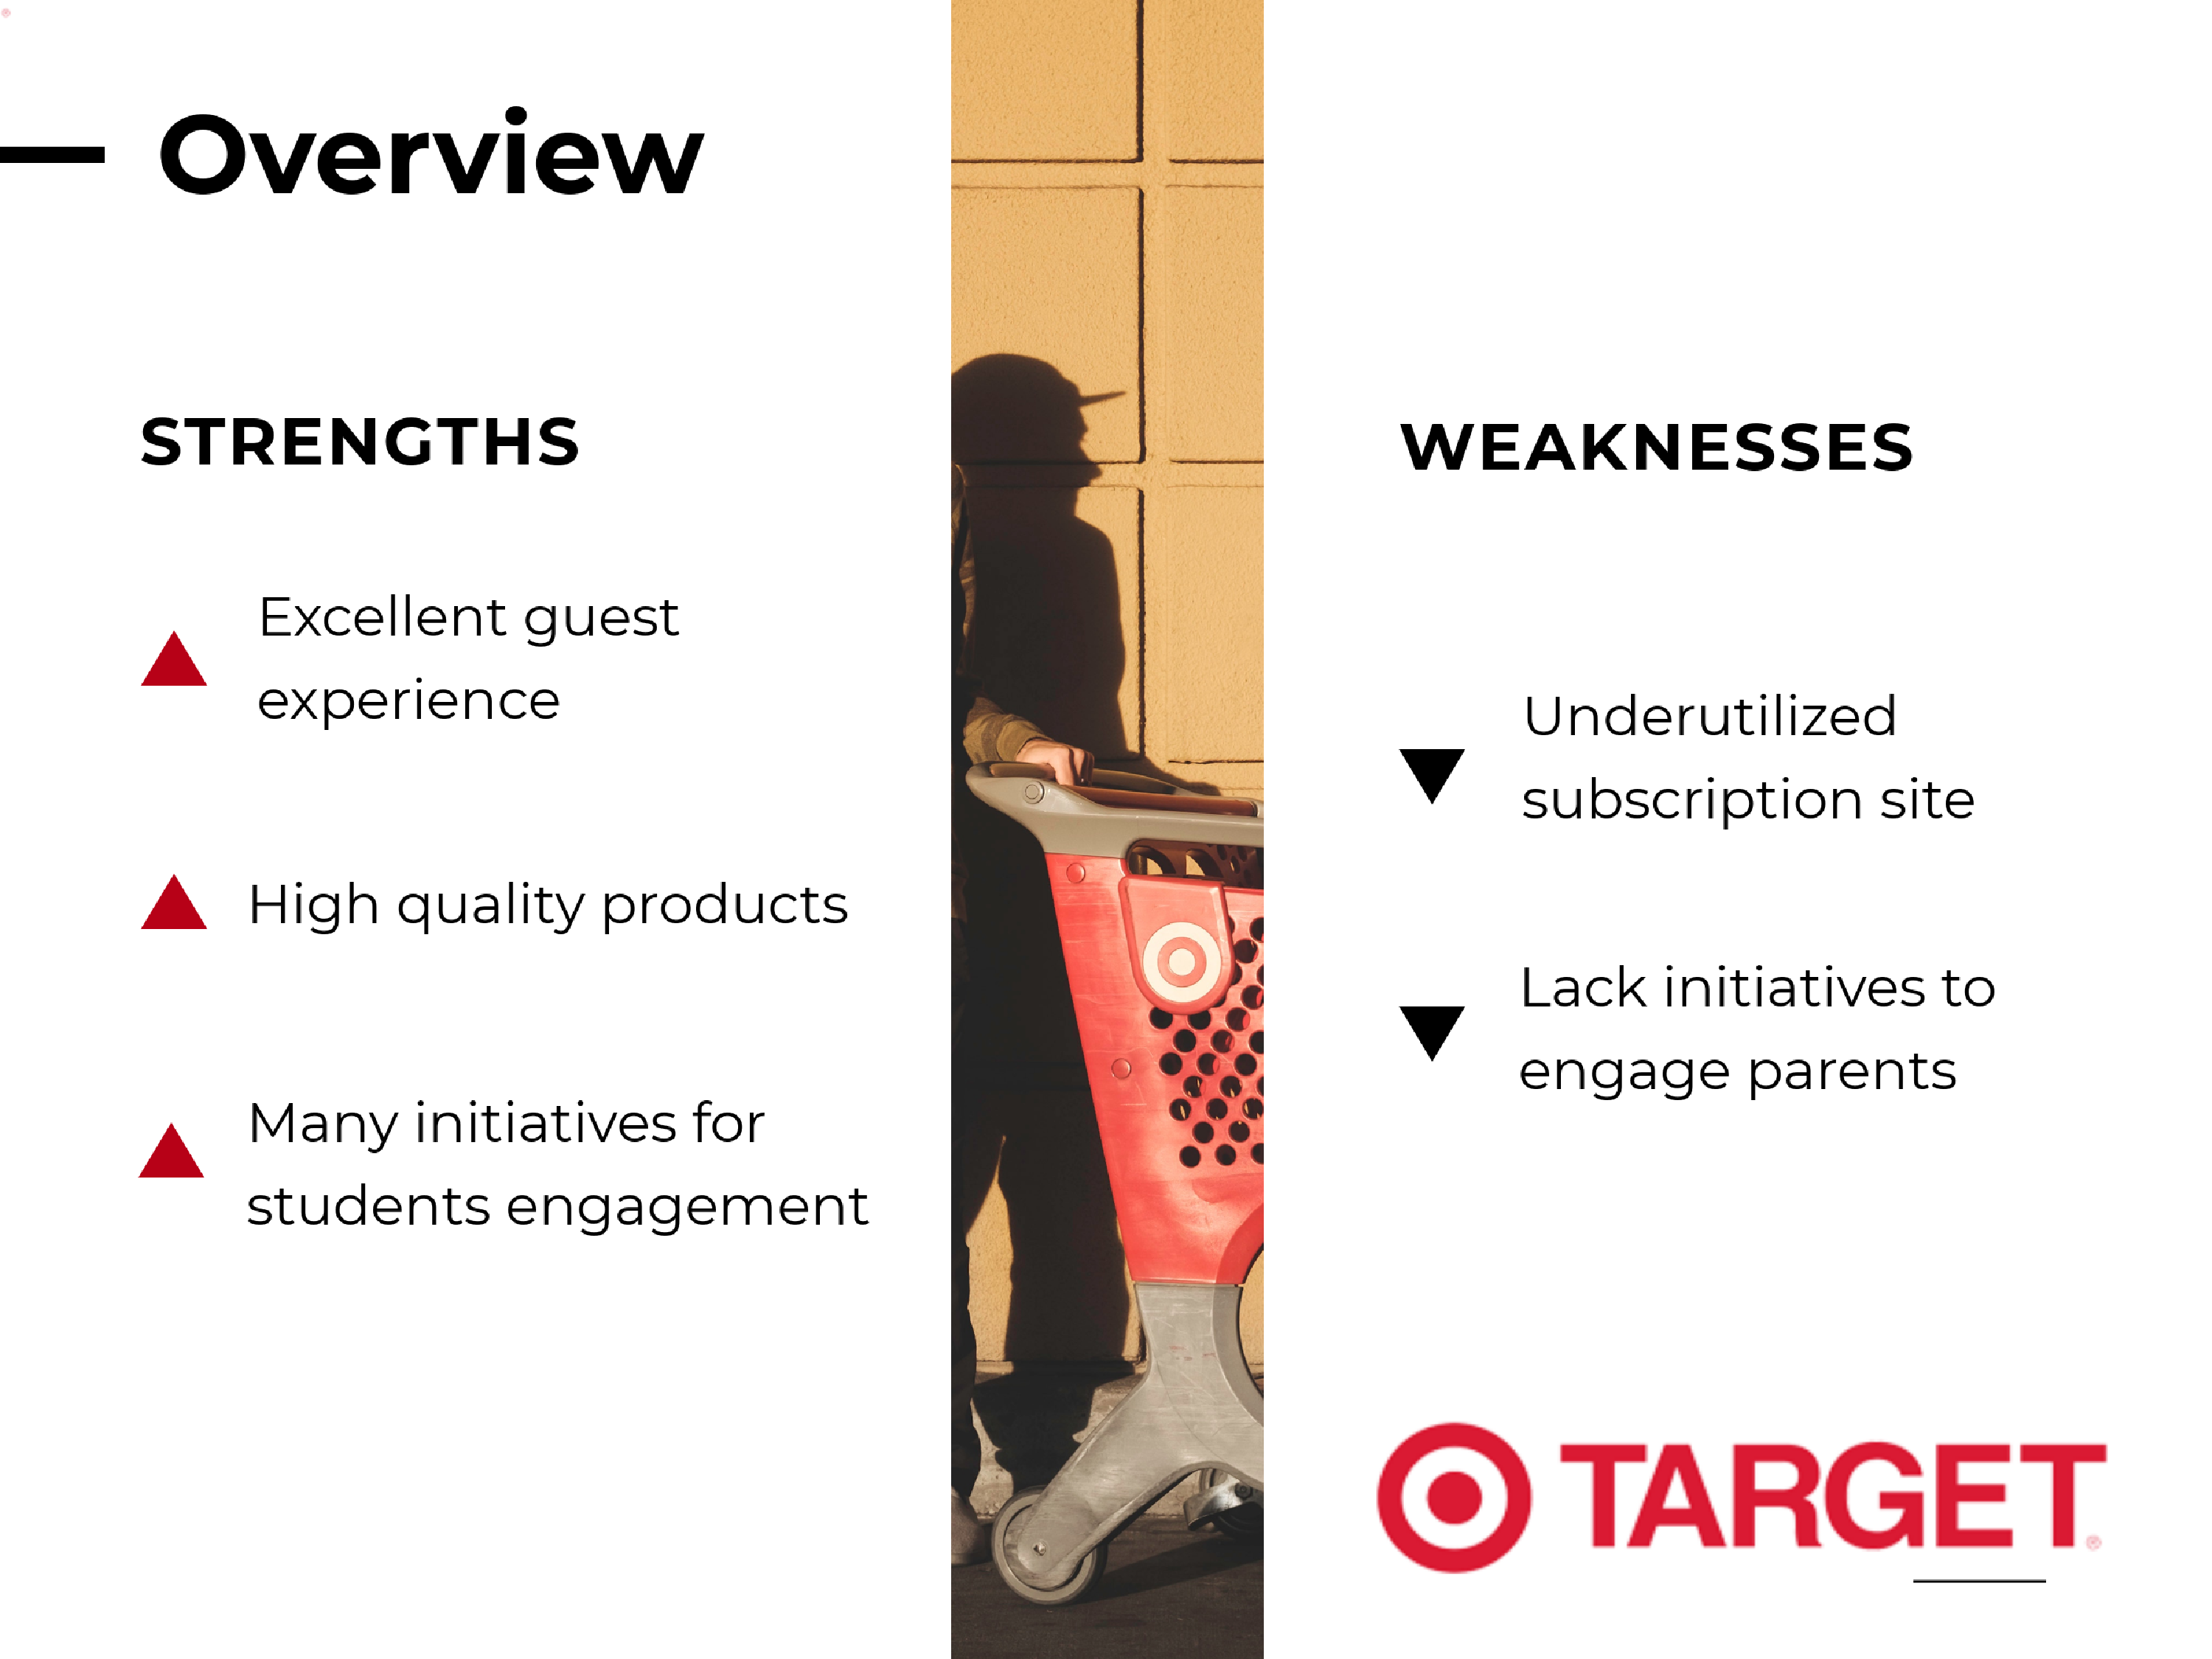 Overview
STRENGTHS
Excellent guest
experience
High quality products
Many initiatives for
students engagement
WEAKNESSES
Underutilized
subscription site
Lack initiatives to
engage parents
TARGET